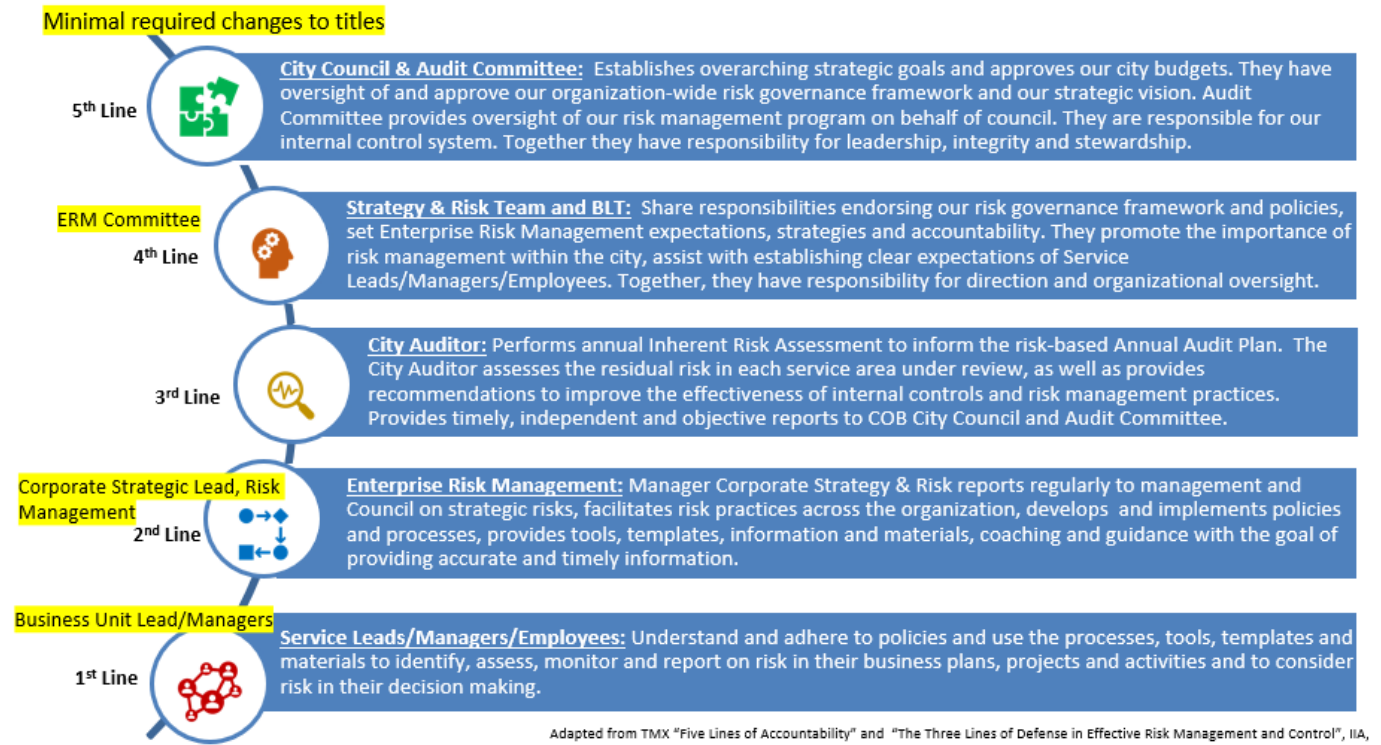 Minimal required changes to titles
5th Line
City Council & Audit Committee: Establishes overarching strategic goals and approves our city budgets. They have
oversight of and approve our organization-wide risk governance framework and our strategic vision. Audit
Committee provides oversight of our risk management program on behalf of council. They are responsible for our
internal control system. Together they have responsibility for leadership, integrity and stewardship.
ERM Committee
4th Line
Strategy & Risk Team and BLT: Share responsibilities endorsing our risk governance framework and policies,
set Enterprise Risk Management expectations, strategies and accountability. They promote the importance of
risk management within the city, assist with establishing clear expectations of Service
Leads/Managers/Employees. Together, they have responsibility for direction and organizational oversight.
3rd Line
City Auditor: Performs annual Inherent Risk Assessment to inform the risk-based Annual Audit Plan. The
City Auditor assesses the residual risk in each service area under review, as well as provides
recommendations to improve the effectiveness of internal controls and risk management practices.
Provides timely, independent and objective reports to COB City Council and Audit Committee.
Corporate Strategic Lead, Risk
Management
2nd Line
Enterprise Risk Management: Manager Corporate Strategy & Risk reports regularly to management and
Council on strategic risks, facilitates risk practices across the organization, develops and implements policies
and processes, provides tools, templates, information and materials, coaching and guidance with the goal of
providing accurate and timely information.
Business Unit Lead/Managers
1st Line
Service Leads/Managers/Employees: Understand and adhere to policies and use the processes, tools, templates and
materials to identify, assess, monitor and report on risk in their business plans, projects and activities and to consider
risk in their decision making.
Adapted from TMX "Five Lines of Accountability" and "The Three Lines of Defense in Effective Risk Management and Control", IIA,